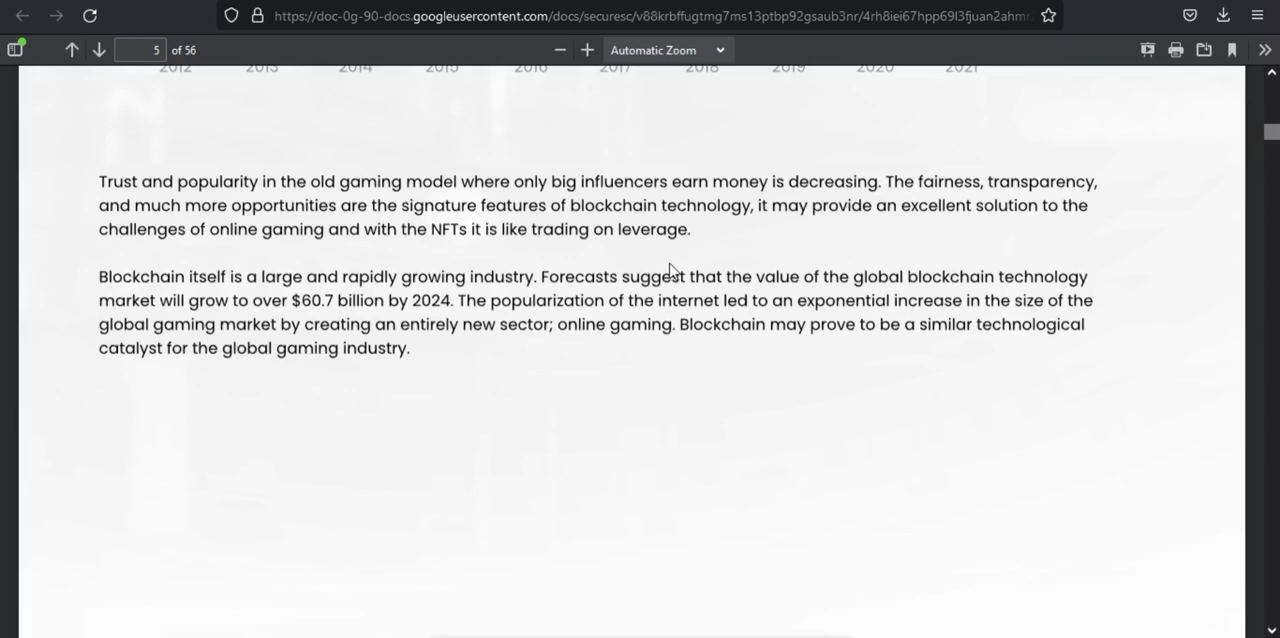 https://doc-0g-90-docs.googleusercontent.com/docs/securesc/v88krbffugtmg7ms13ptbp92gsaub3nr/4rh8iei67hpp69l3fjuan2ahmr
5 of 56
Automatic Zoom
2012 2013 2014 2015 2016 2017 2018 2019 2020 2021
Trust and popularity in the old gaming model where only big influencers earn money is decreasing. The fairness, transparency,
and much more opportunities are the signature features of blockchain technology, it may provide an excellent solution to the
challenges of online gaming and with the NFTs it is like trading on leverage.
Blockchain itself is a large and rapidly growing industry. Forecasts suggest that the value of the global blockchain technology
market will grow to over $60.7 billion by 2024. The popularization of the internet led to an exponential increase in the size of the
global gaming market by creating an entirely new sector; online gaming. Blockchain may prove to be a similar technological
catalyst for the global gaming industry.